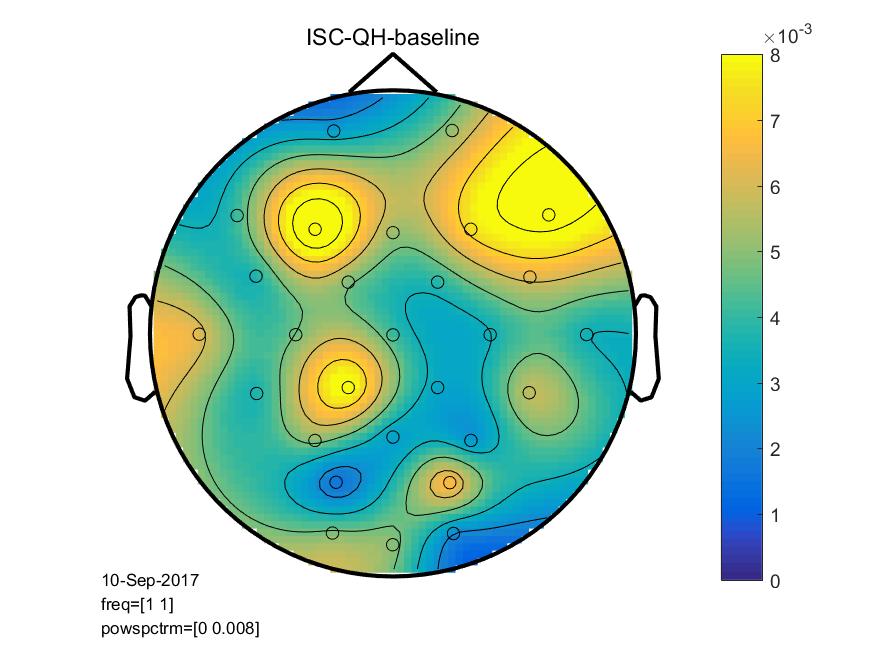 ISC-QH-baseline
×10-3
8
7
6
5
4
3
2
1
0
10-Sep-2017
freq=[1 1]
powspctrm=[0 0.008]